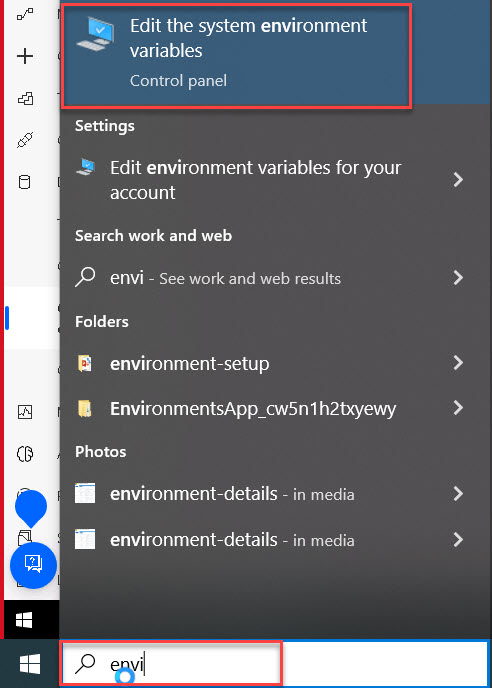 Edit the system environment
variables
Control panel
Settings
Edit environment variables for your
account
Search work and web
envi - See work and web results
Folders
environment-setup
EnvironmentsApp_cw5n1h2txyewy
Photos
environment-details - in media
environment-details - in media
envi